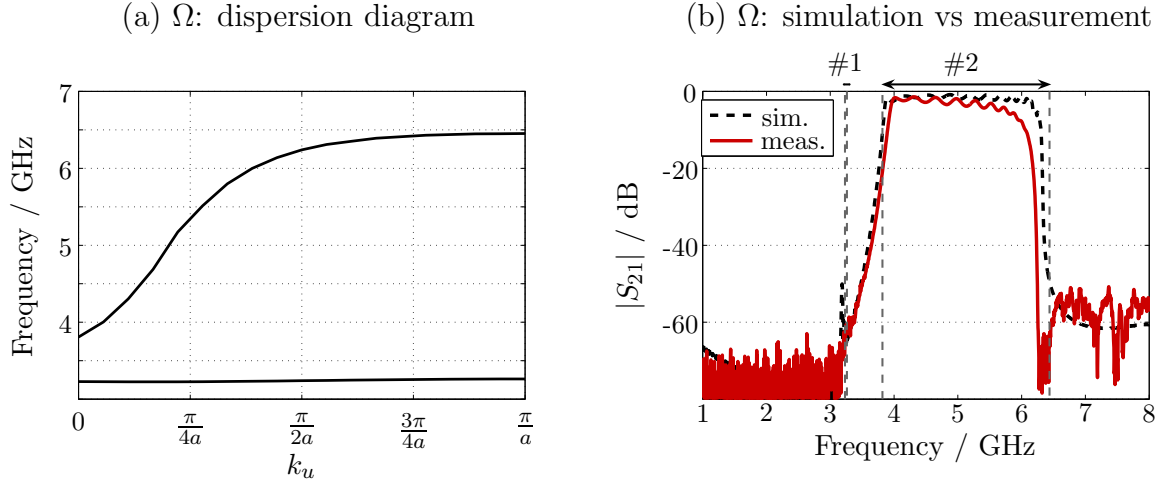 (a) Ω: dispersion diagram
7
6
5
4
Frequency / GHz
0
π/4a
π/2a
3π/4a
π/a
k_u
(b) Ω: simulation vs measurement
#1
#2
0
-20
-40
-60
|S_21| / dB
sim.
meas.
1
2
3
4
5
6
7
8
Frequency / GHz